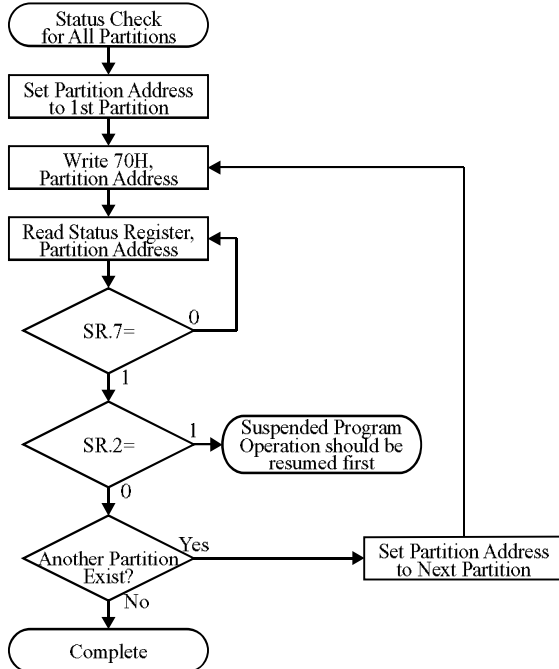 Status Check
for All Partitions
Set Partition Address
to 1st Partition
Write 70H,
Partition Address
Read Status Register,
Partition Address
SR.7=
0
1
SR.2=
1
Suspended Program
Operation should be
resumed first
0
Another Partition
Exist?
Yes
Set Partition Address
to Next Partition
No
Complete